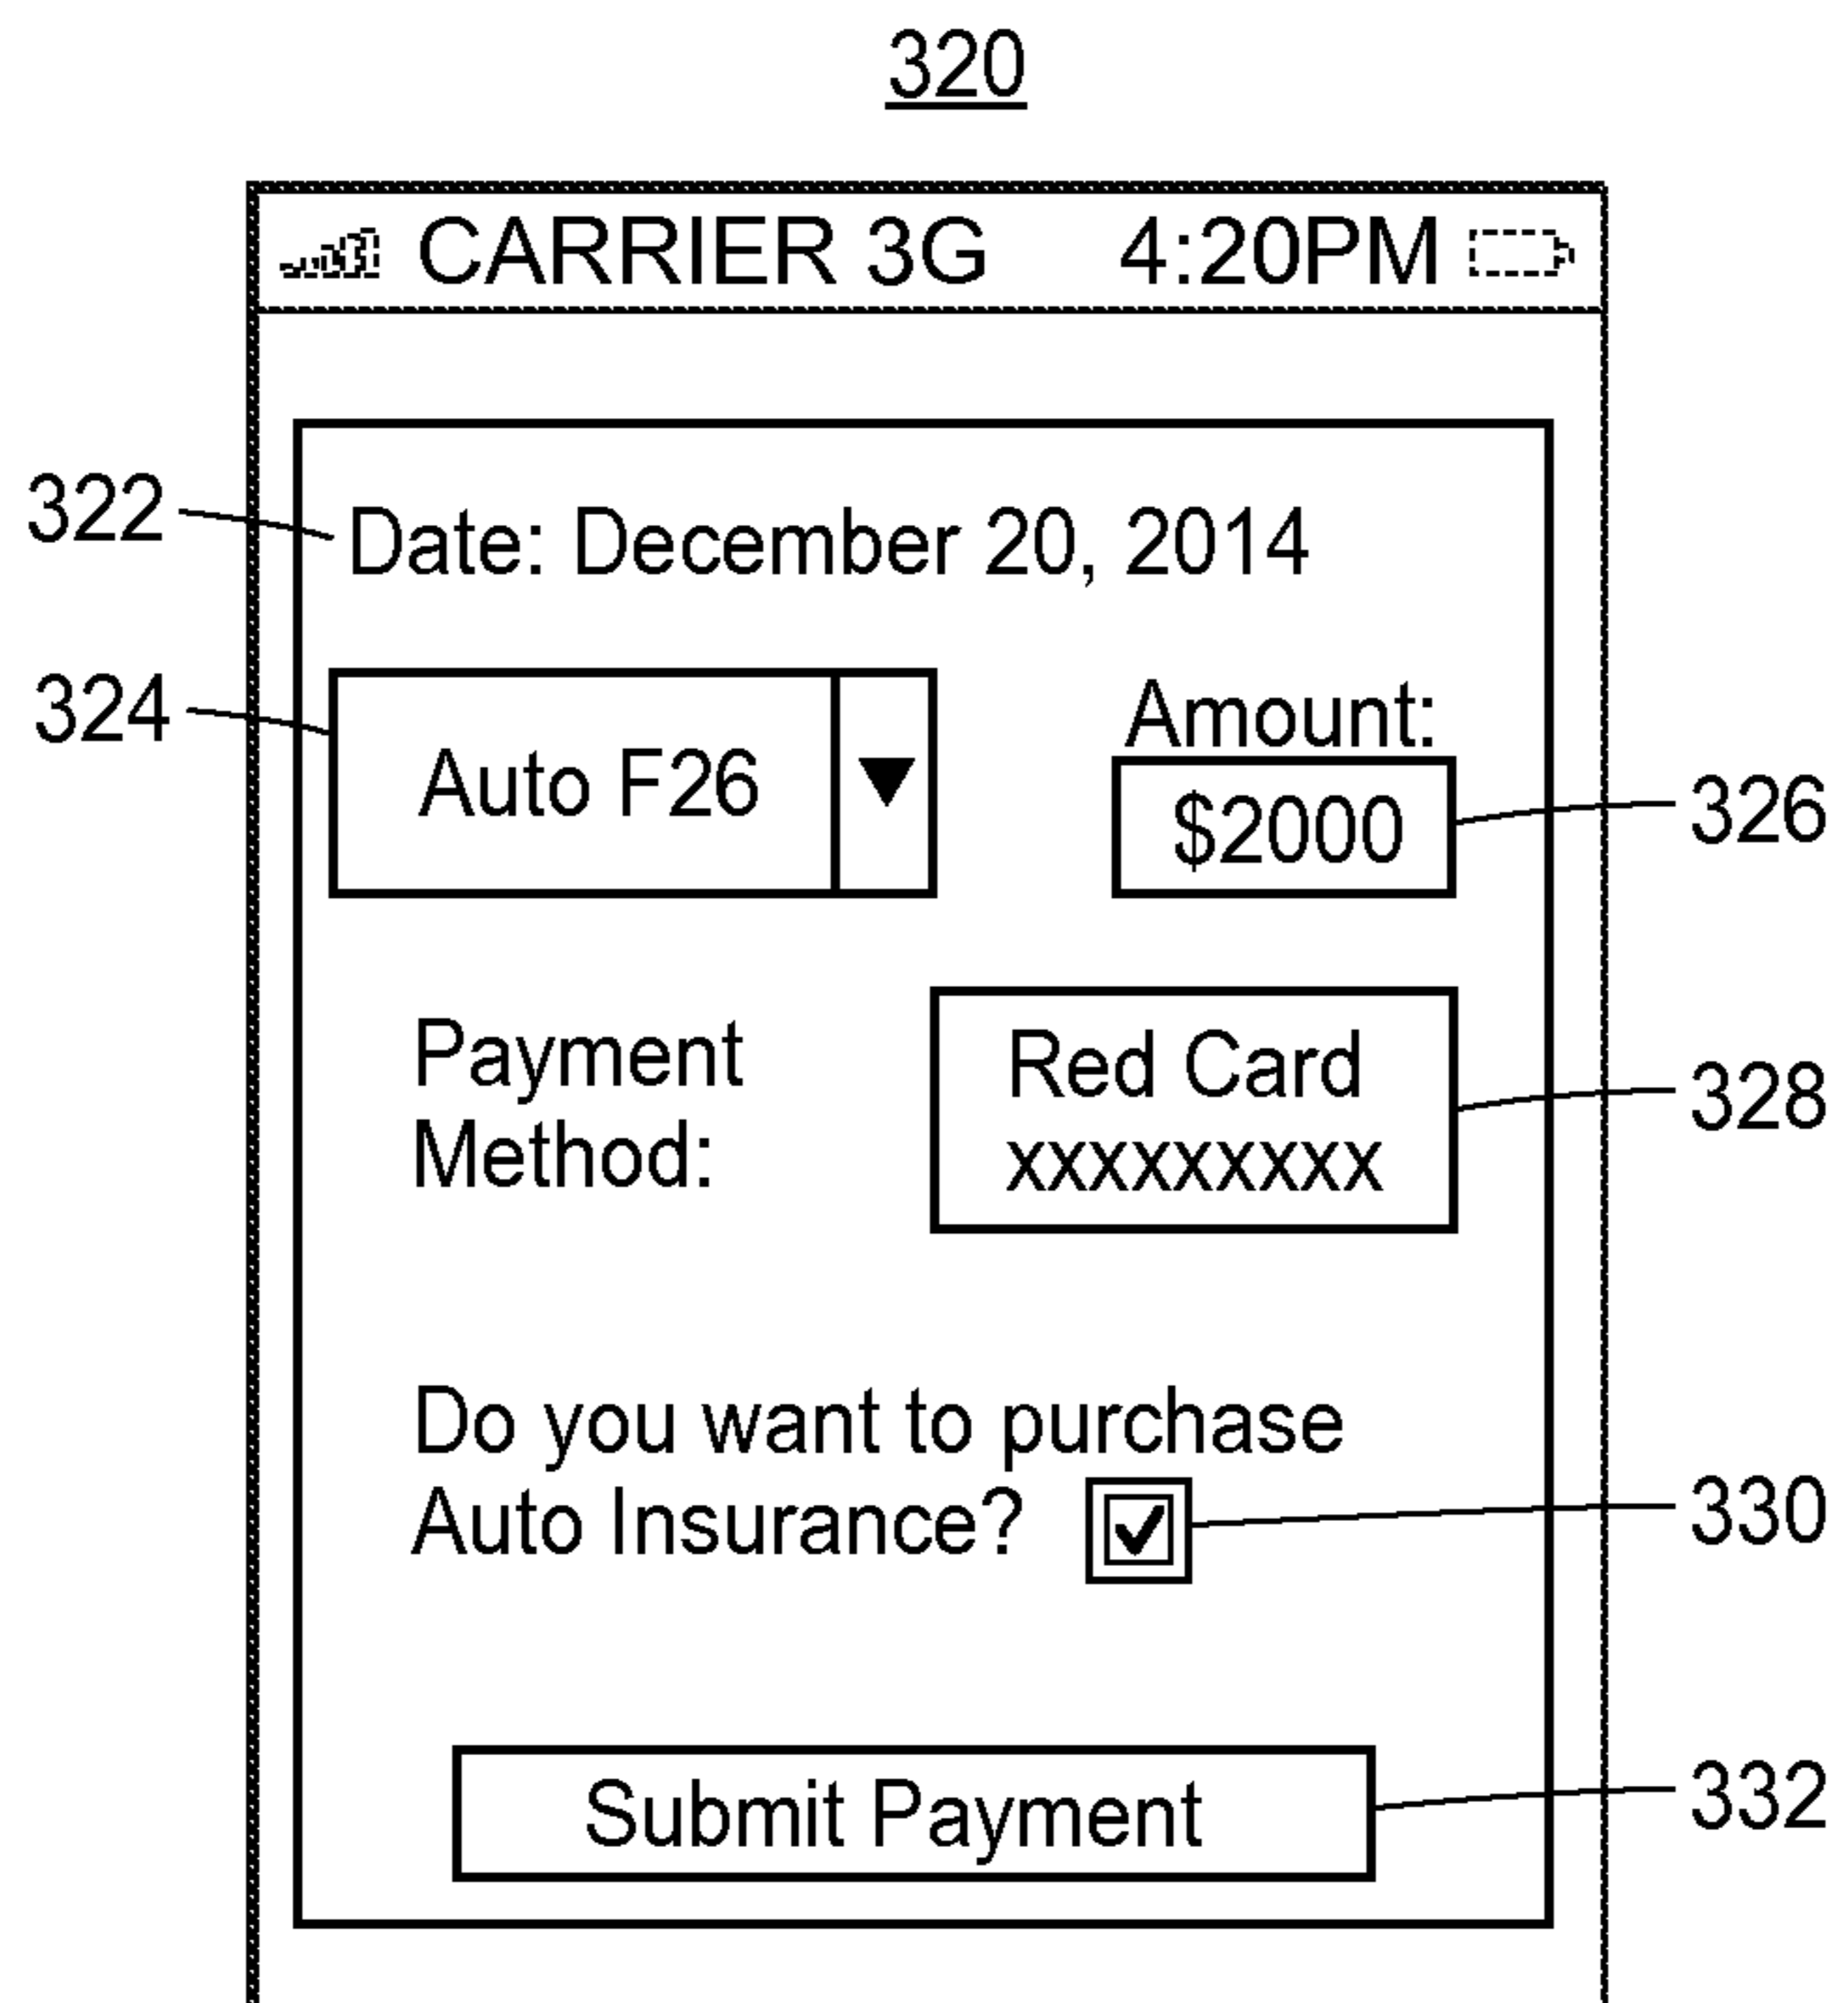 320
CARRIER 3G 4:20PM
322
Date: December 20, 2014
324
Auto F26
Amount:
$2000
326
Payment
Method:
Red Card
xxxxxxxxx
328
Do you want to purchase
Auto Insurance?
330
Submit Payment
332